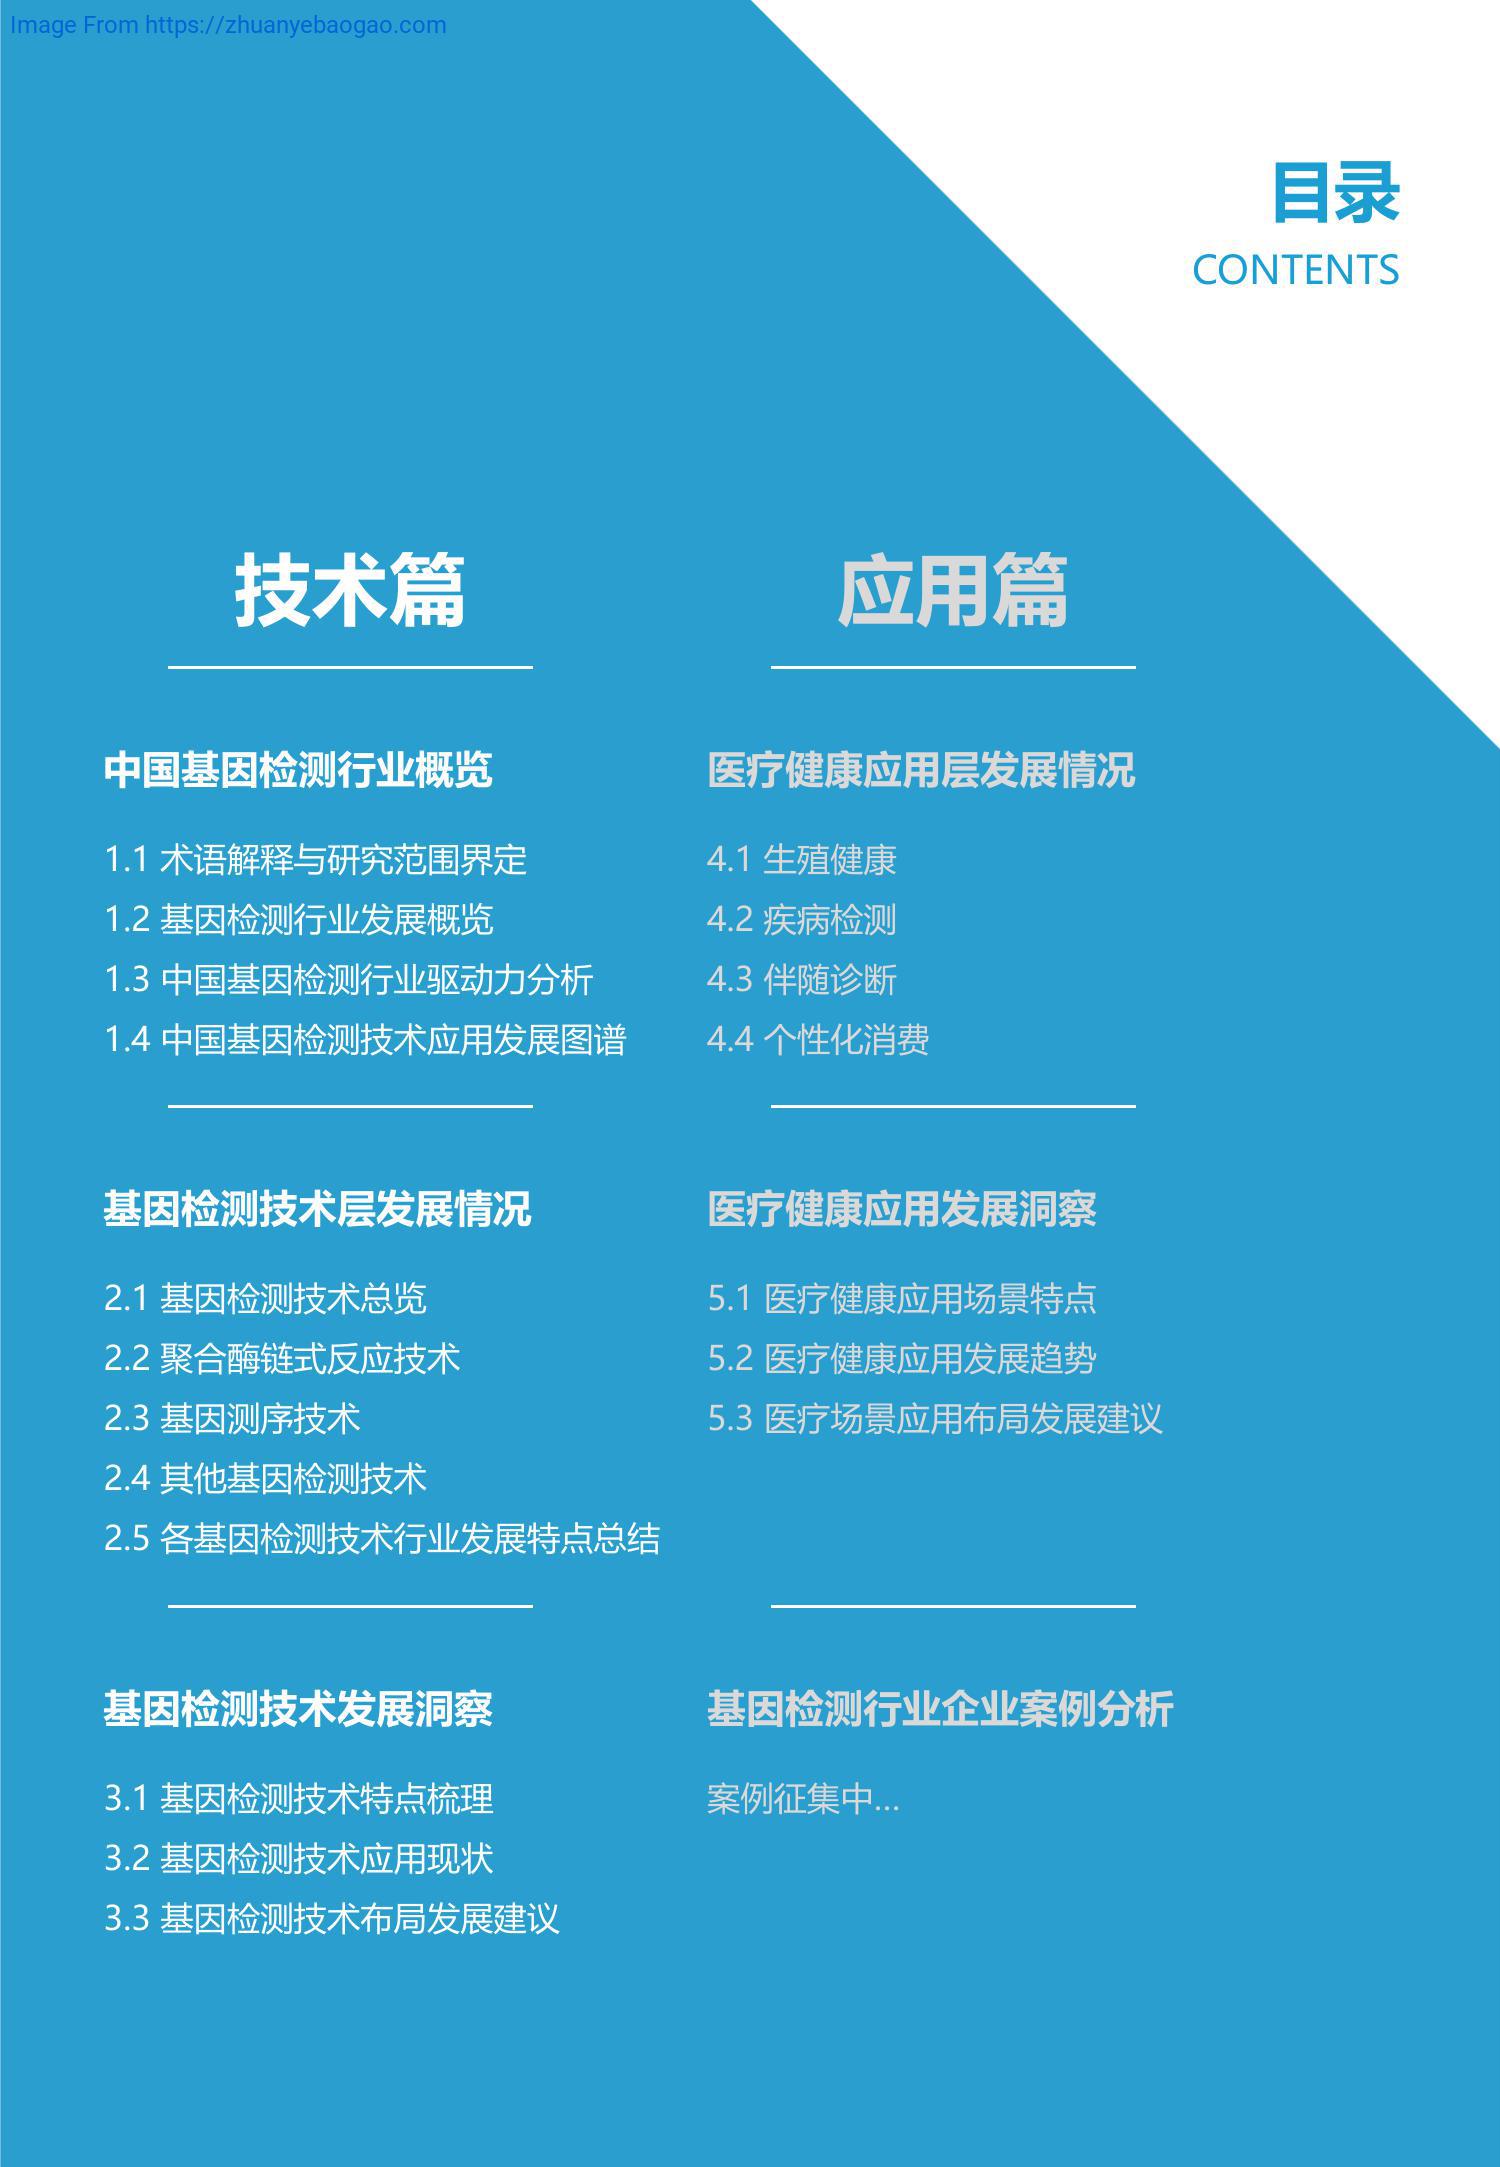 Image From https://zhuanyebaogao.com
目录
CONTENTS
技术篇
中国基因检测行业概览
1.1 术语解释与研究范围界定
1.2 基因检测行业发展概览
1.3 中国基因检测行业驱动力分析
1.4 中国基因检测技术应用发展图谱
基因检测技术层发展情况
2.1 基因检测技术总览
2.2 聚合酶链式反应技术
2.3 基因测序技术
2.4 其他基因检测技术
2.5 各基因检测技术行业发展特点总结
基因检测技术发展洞察
3.1 基因检测技术特点梳理
3.2 基因检测技术应用现状
3.3 基因检测技术布局发展建议
应用篇
医疗健康应用层发展情况
4.1 生殖健康
4.2 疾病检测
4.3 伴随诊断
4.4 个性化消费
医疗健康应用发展洞察
5.1 医疗健康应用场景特点
5.2 医疗健康应用发展趋势
5.3 医疗场景应用布局发展建议
基因检测行业企业案例分析
案例征集中...